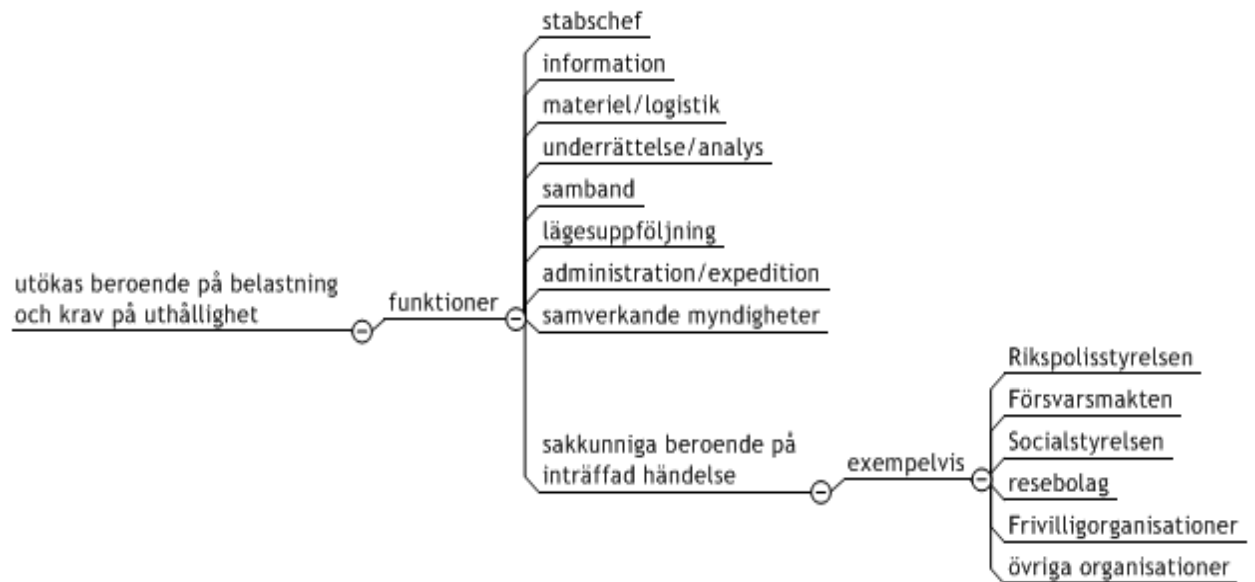 utökas beroende på belastning
och krav på uthållighet
funktioner
stabschef
information
materiel/logistik
underrättelse/analys
samband
lägesuppföljning
administration/expedition
samverkande myndigheter
sakkunniga beroende på
inträffad händelse
exempelvis
Rikspolisstyrelsen
Försvarsmakten
Socialstyrelsen
resebolag
Frivilligorganisationer
övriga organisationer